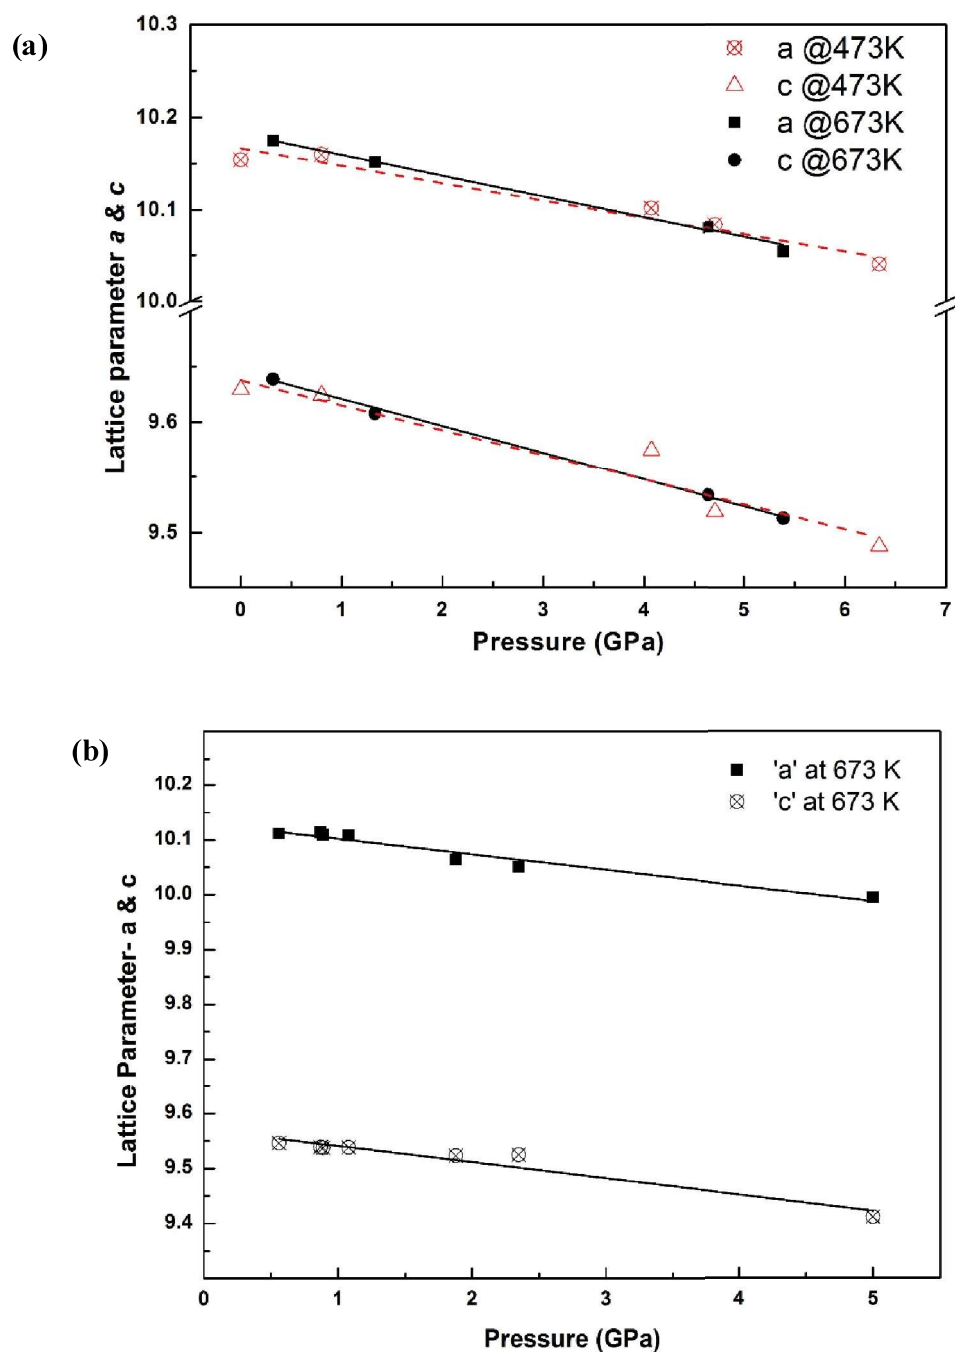 (a)
10.3
10.2
10.1
10.0
9.6
9.5
Lattice parameter a & c
a @473K
c @473K
a @673K
c @673K
0 1 2 3 4 5 6 7
Pressure (GPa)
(b)
10.2
10.1
10.0
9.9
9.8
9.7
9.6
9.5
9.4
Lattice Parameter- a & c
'a' at 673 K
'c' at 673 K
0 1 2 3 4 5
Pressure (GPa)